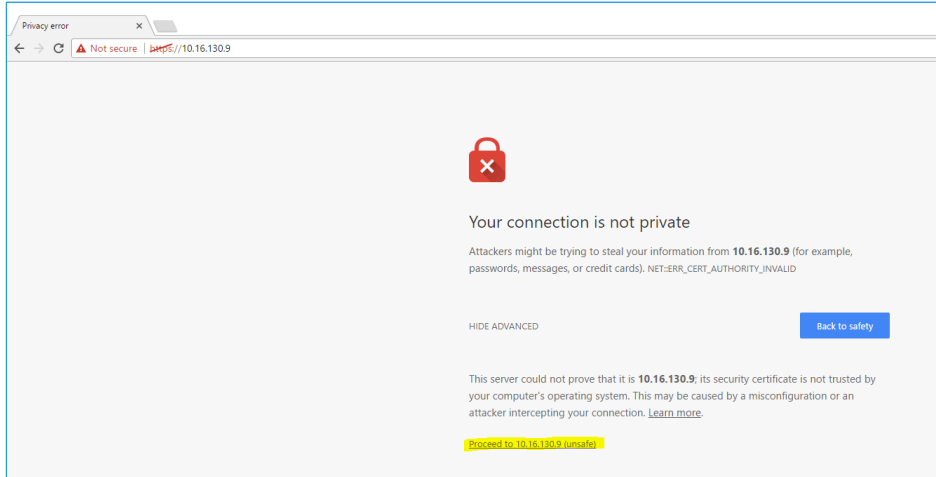 Privacy error
Not secure | https://10.16.130.9
Your connection is not private
Attackers might be trying to steal your information from 10.16.130.9 (for example,
passwords, messages, or credit cards). NET::ERR_CERT_AUTHORITY_INVALID
HIDE ADVANCED
Back to safety
This server could not prove that it is 10.16.130.9; its security certificate is not trusted by
your computer's operating system. This may be caused by a misconfiguration or an
attacker intercepting your connection. Learn more.
Proceed to 10.16.130.9 (unsafe)